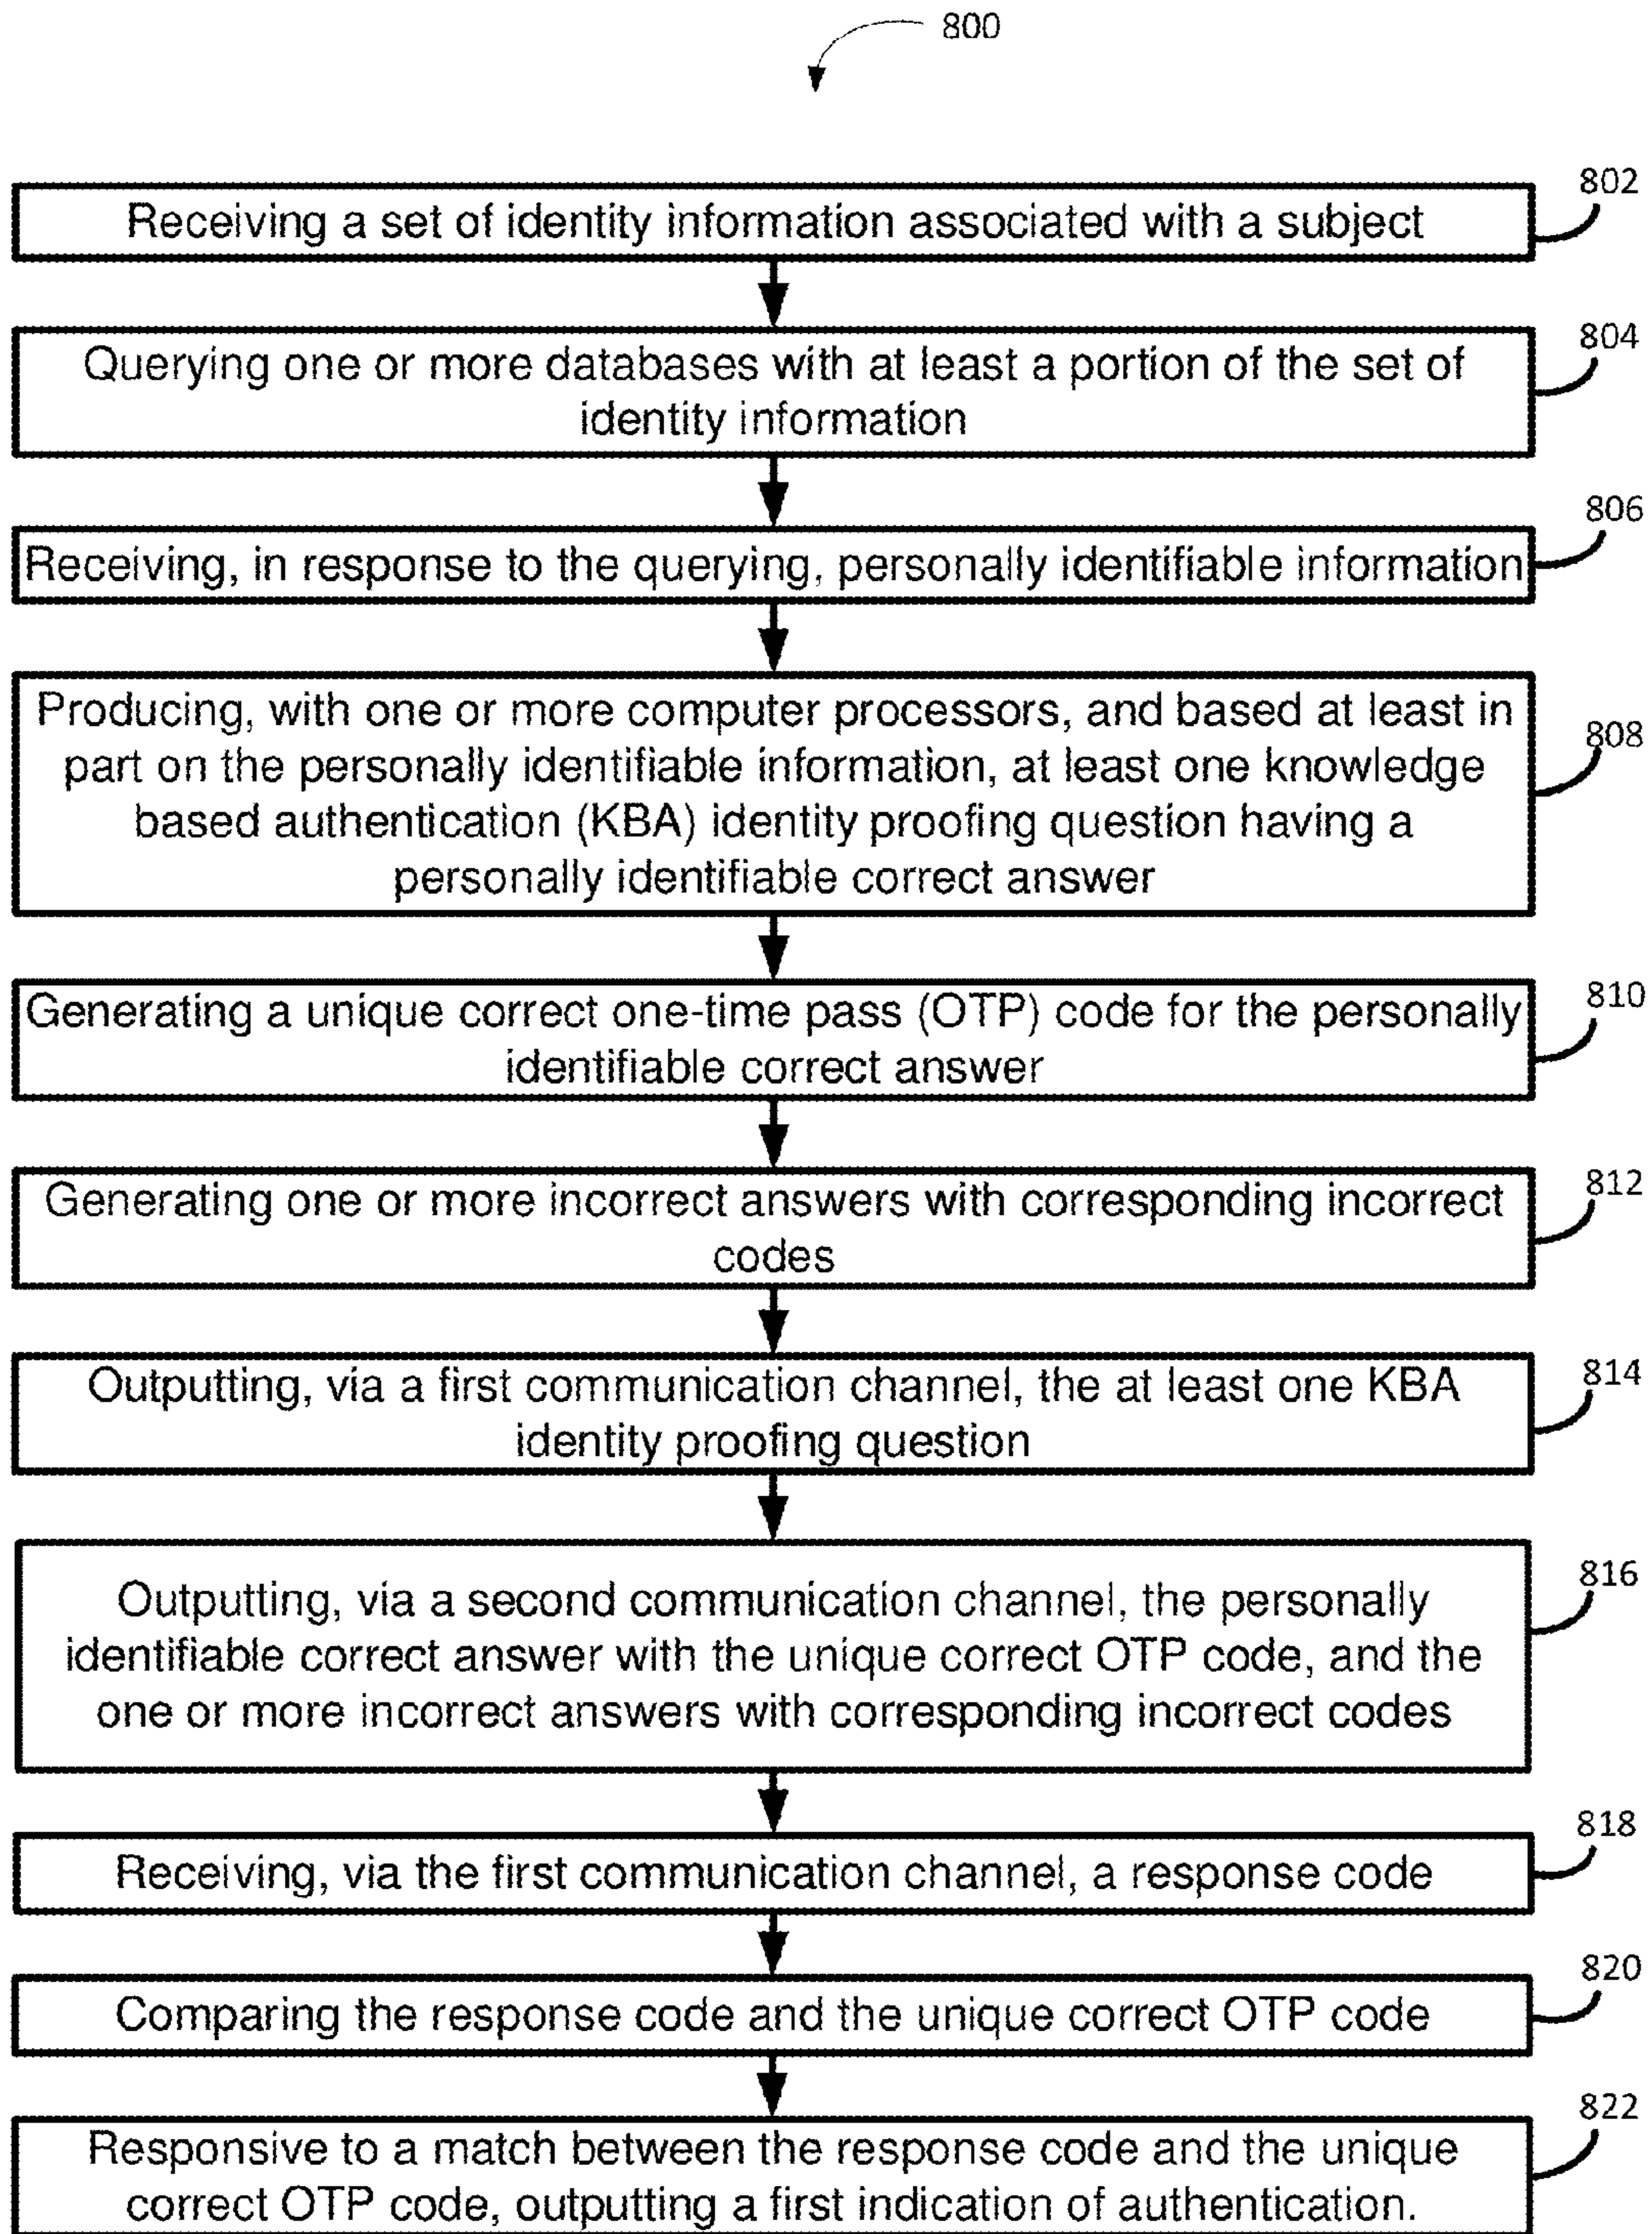 800
802
Receiving a set of identity information associated with a subject
804
Querying one or more databases with at least a portion of the set of
identity information
806
Receiving, in response to the querying, personally identifiable information
808
Producing, with one or more computer processors, and based at least in
part on the personally identifiable information, at least one knowledge
based authentication (KBA) identity proofing question having a
personally identifiable correct answer
810
Generating a unique correct one-time pass (OTP) code for the personally
identifiable correct answer
812
Generating one or more incorrect answers with corresponding incorrect
codes
814
Outputting, via a first communication channel, the at least one KBA
identity proofing question
816
Outputting, via a second communication channel, the personally
identifiable correct answer with the unique correct OTP code, and the
one or more incorrect answers with corresponding incorrect codes
818
Receiving, via the first communication channel, a response code
820
Comparing the response code and the unique correct OTP code
822
Responsive to a match between the response code and the unique
correct OTP code, outputting a first indication of authentication.